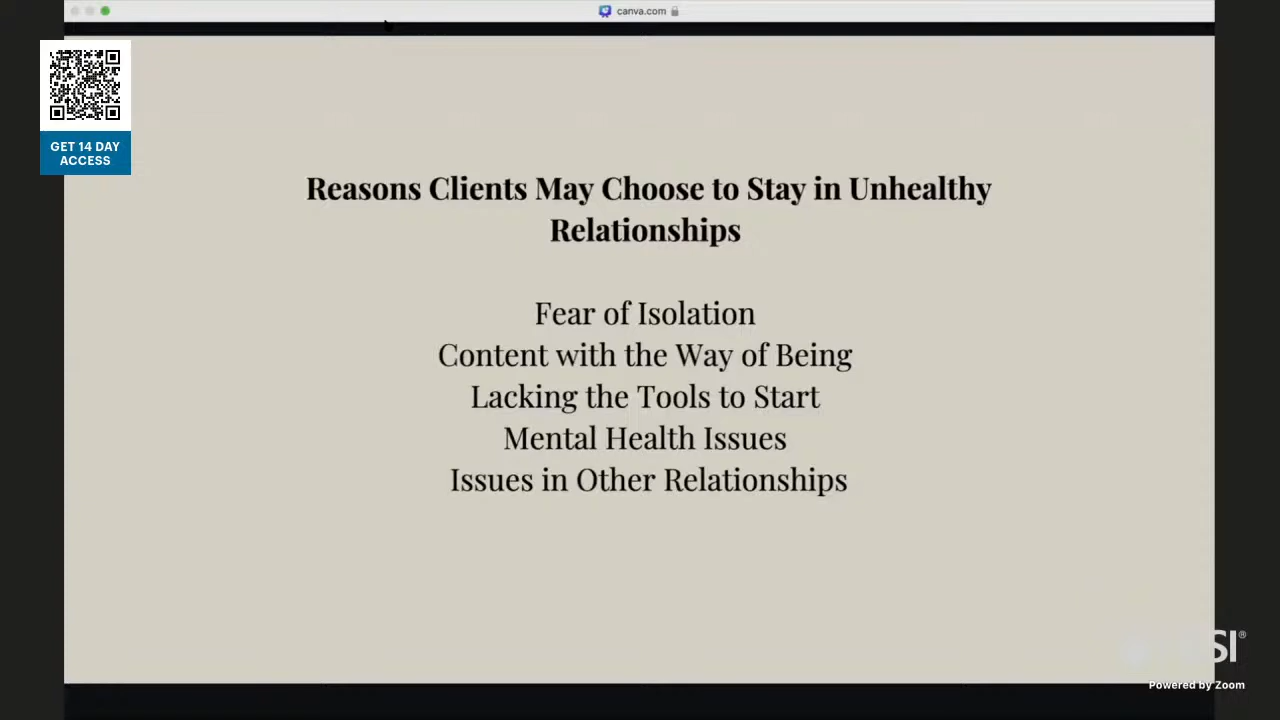 canva.com
GET 14 DAY
ACCESS
Reasons Clients May Choose to Stay in Unhealthy
Relationships
Fear of Isolation
Content with the Way of Being
Lacking the Tools to Start
Mental Health Issues
Issues in Other Relationships
Powered by Zoom